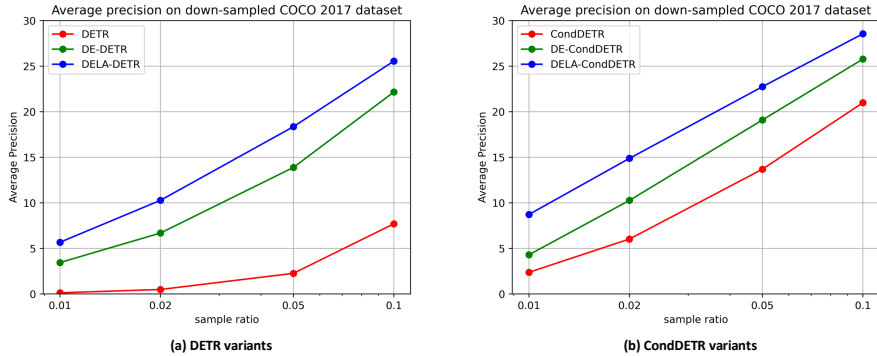 Average precision on down-sampled COCO 2017 dataset
DETR
DE-DETR
DELA-DETR
Average Precision
30
25
20
15
10
5
0
0.01
0.02
0.05
0.1
sample ratio
(a) DETR variants
Average precision on down-sampled COCO 2017 dataset
CondDETR
DE-CondDETR
DELA-CondDETR
Average Precision
30
25
20
15
10
5
0
0.01
0.02
0.05
0.1
sample ratio
(b) CondDETR variants